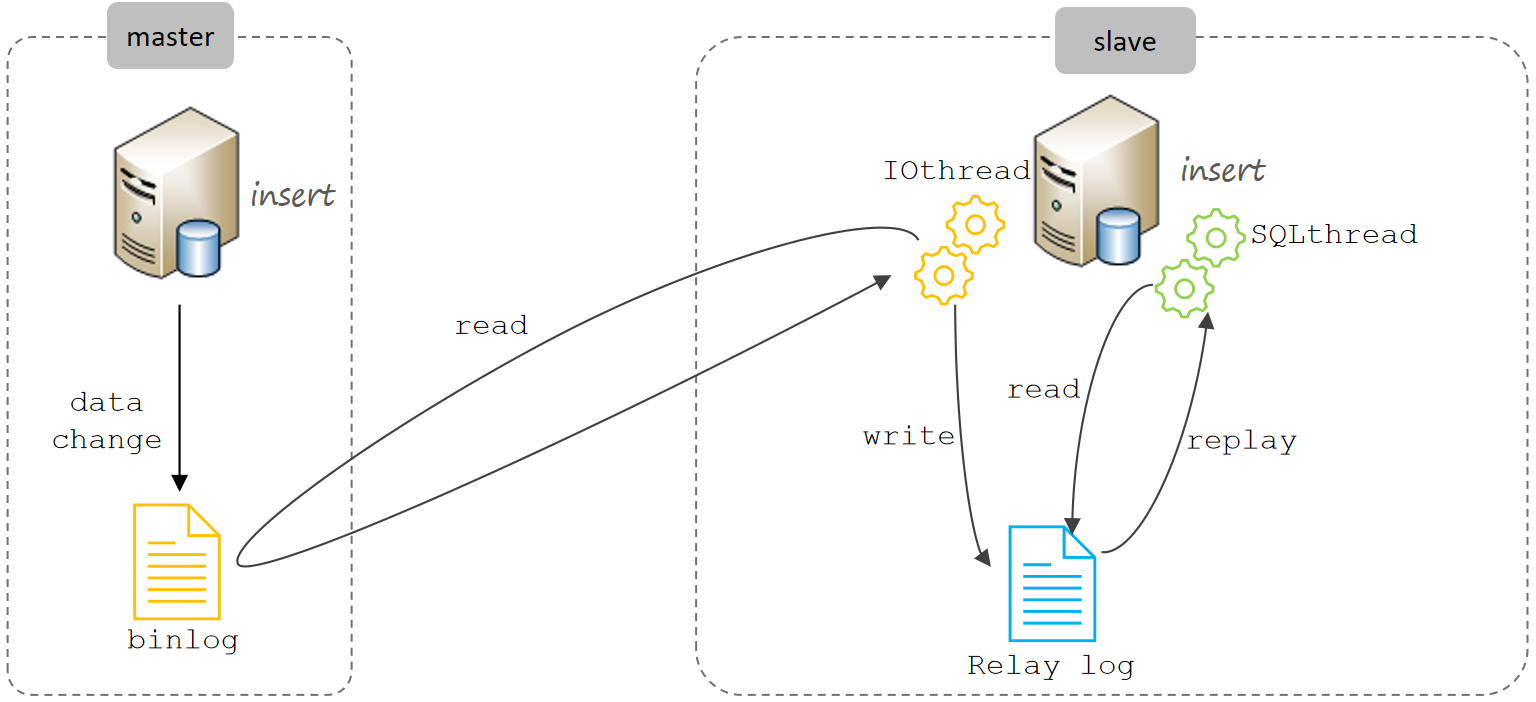 master
insert
data
change
binlog
read
slave
IOthread
insert
SQLthread
read
write
replay
Relay log